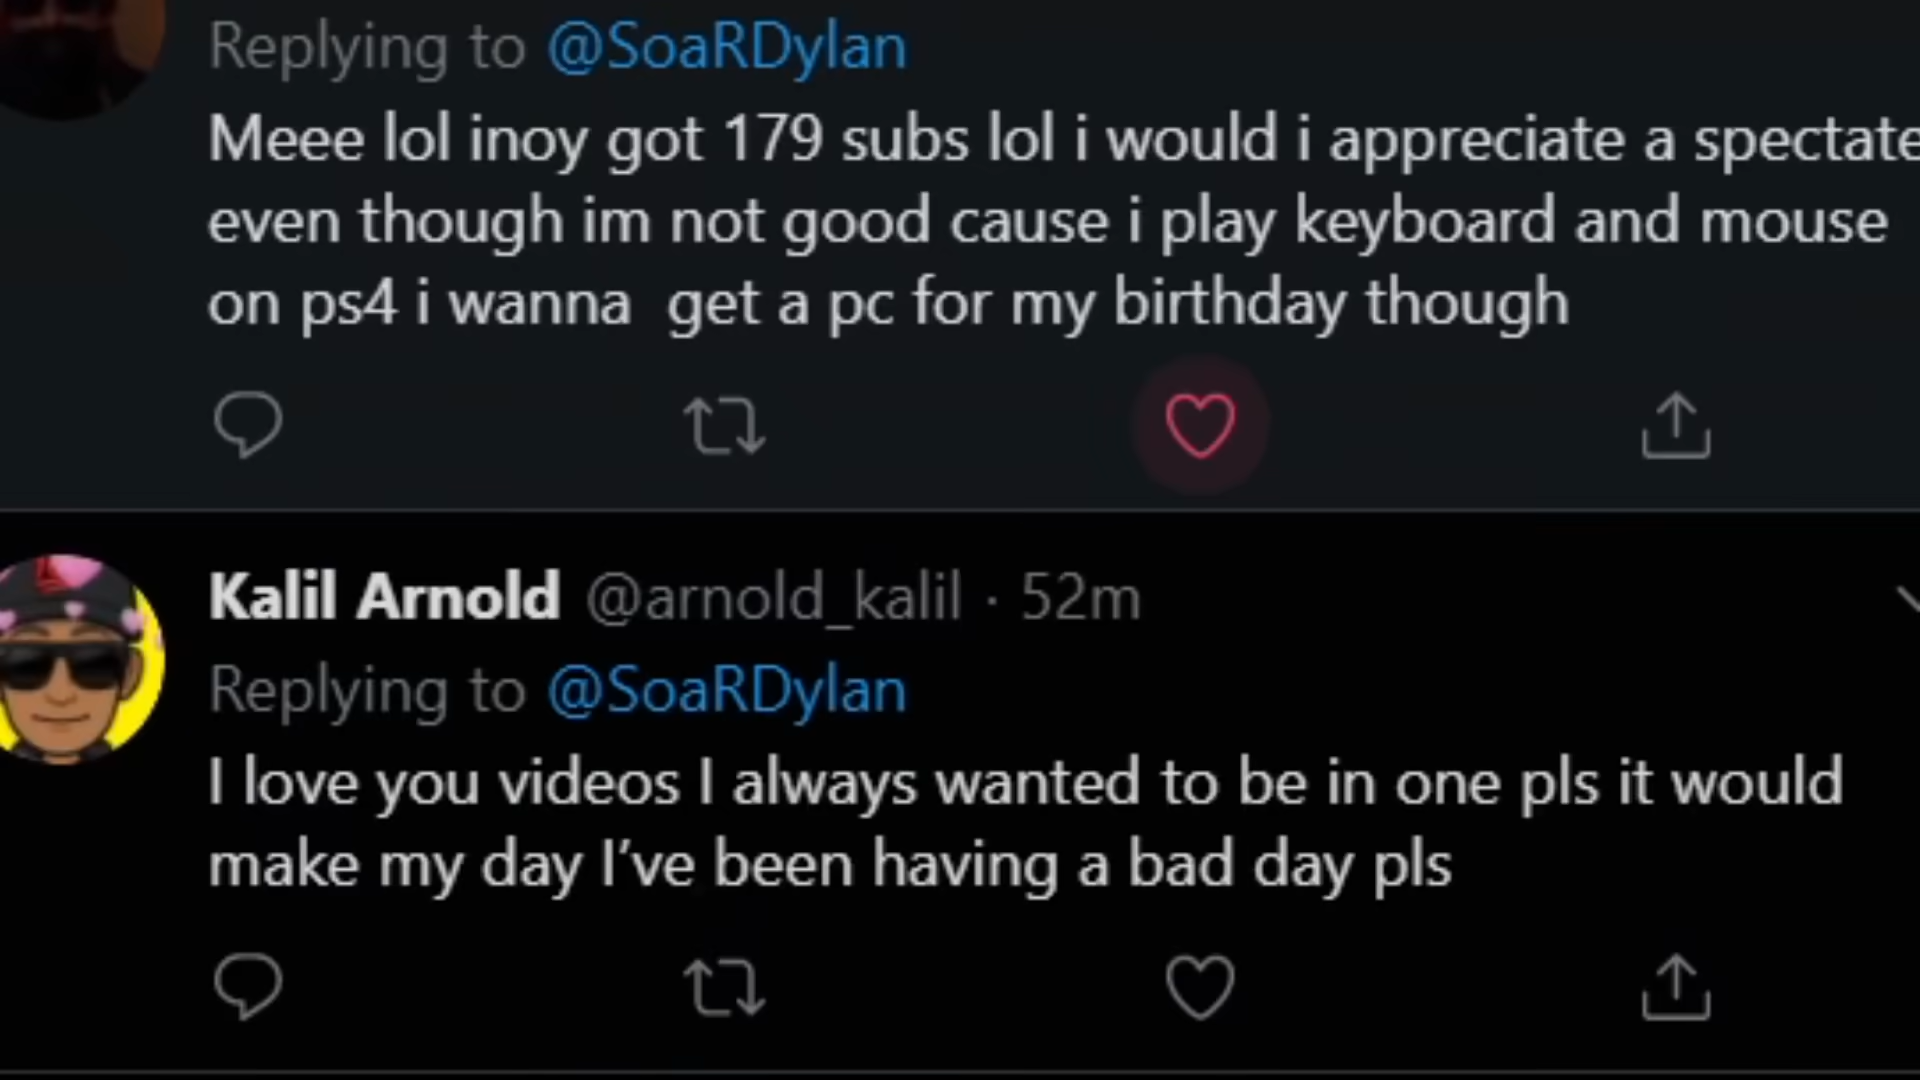 Replying to @SoaRDylan
Meee lol inoy got 179 subs lol i would i appreciate a spectate
even though im not good cause i play keyboard and mouse
on ps4 i wanna  get a pc for my birthday though
Kalil Arnold @arnold_kalil · 52m
Replying to @SoaRDylan
I love you videos I always wanted to be in one pls it would
make my day I've been having a bad day pls